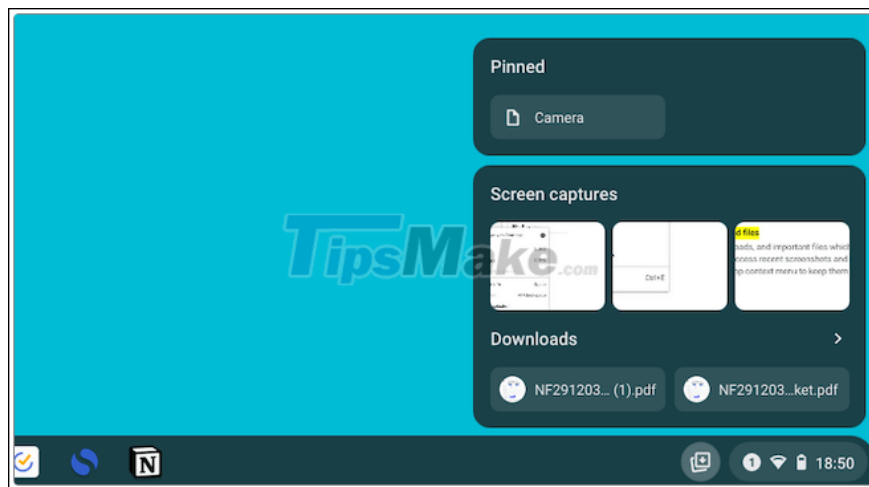 Pinned
Camera
Screen captures
TipsMake.com
Ctrl+E
d files
oads, and important files which
ccess recent screenshots and
op context menu to keep them
Downloads
NF291203... (1).pdf
NF291203...ket.pdf
N
1
18:50